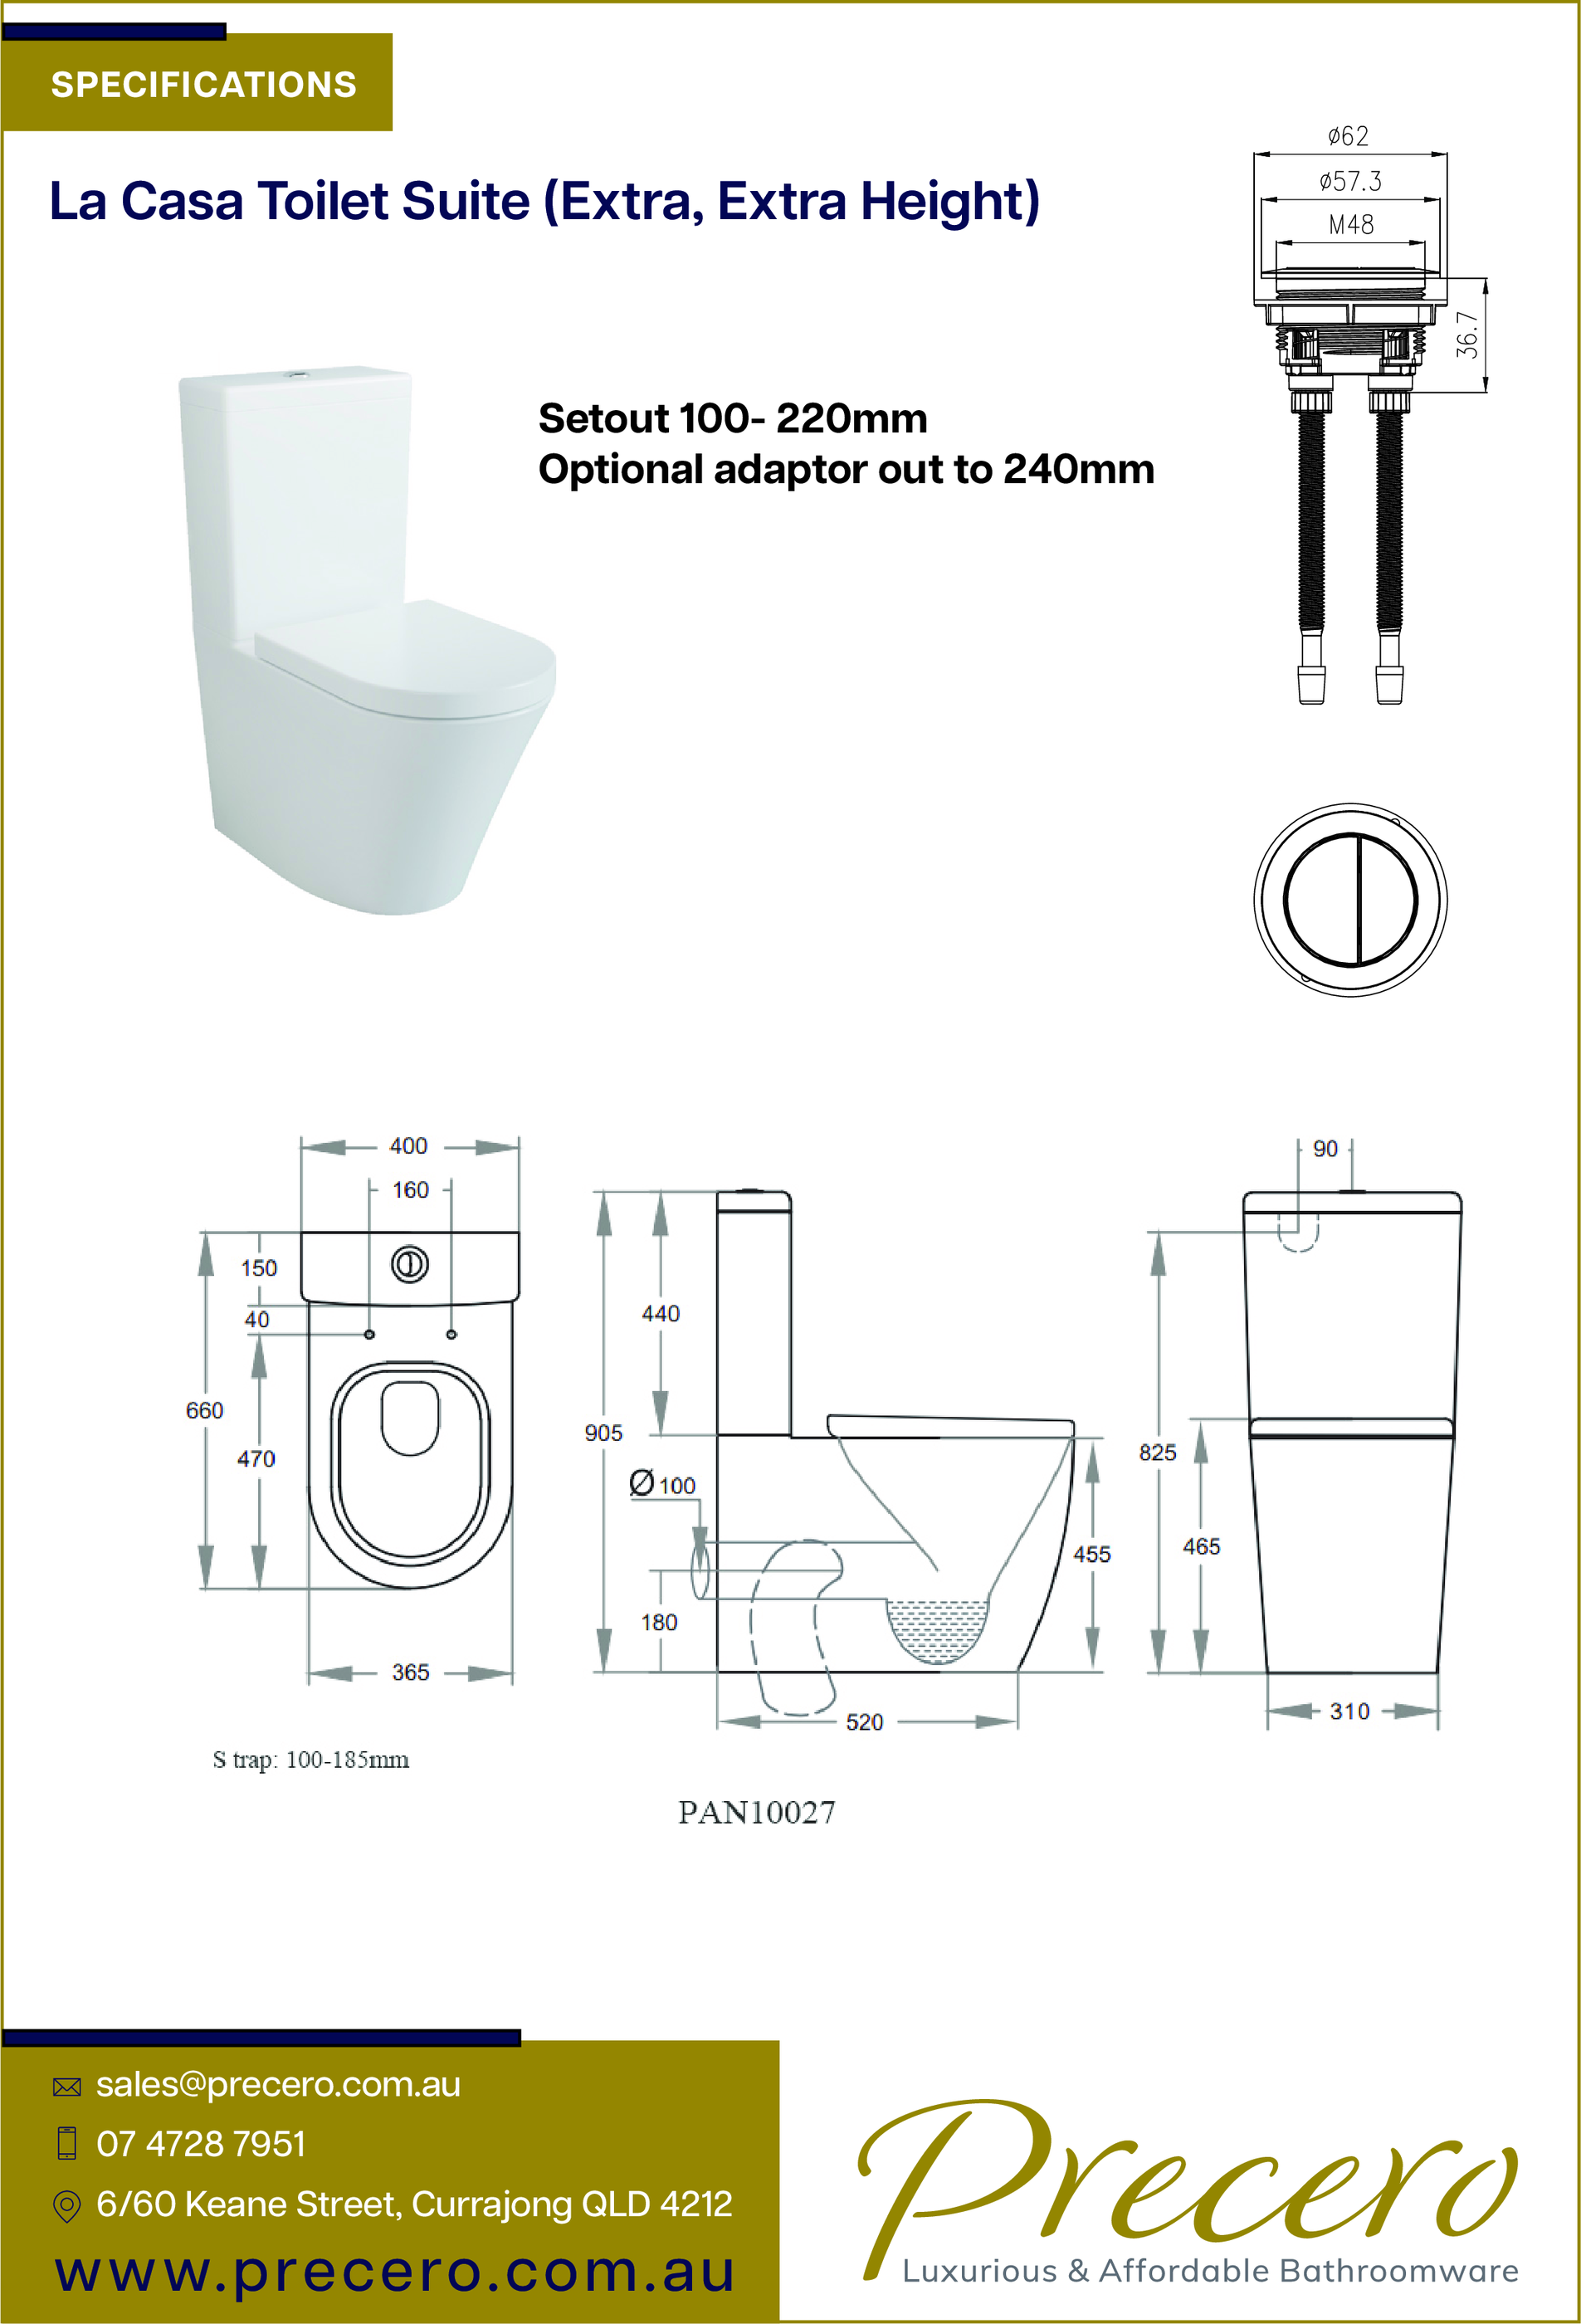 SPECIFICATIONS
La Casa Toilet Suite (Extra, Extra Height)
ø62
ø57.3
M48
36.7
Setout 100- 220mm
Optional adaptor out to 240mm
400
160
150
40
660
470
365
S trap: 100-185mm
905
440
Ø100
180
455
520
PAN10027
90
825
465
310
sales@precero.com.au
07 4728 7951
6/60 Keane Street, Currajong QLD 4212
www.precero.com.au
Precero
Luxurious & Affordable Bathroomware